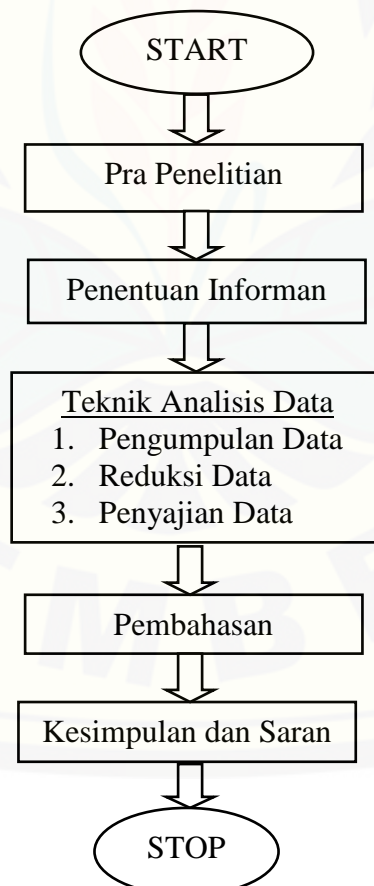 START
Pra Penelitian
Penentuan Informan
Teknik Analisis Data
1. Pengumpulan Data
2. Reduksi Data
3. Penyajian Data
Pembahasan
Kesimpulan dan Saran
STOP